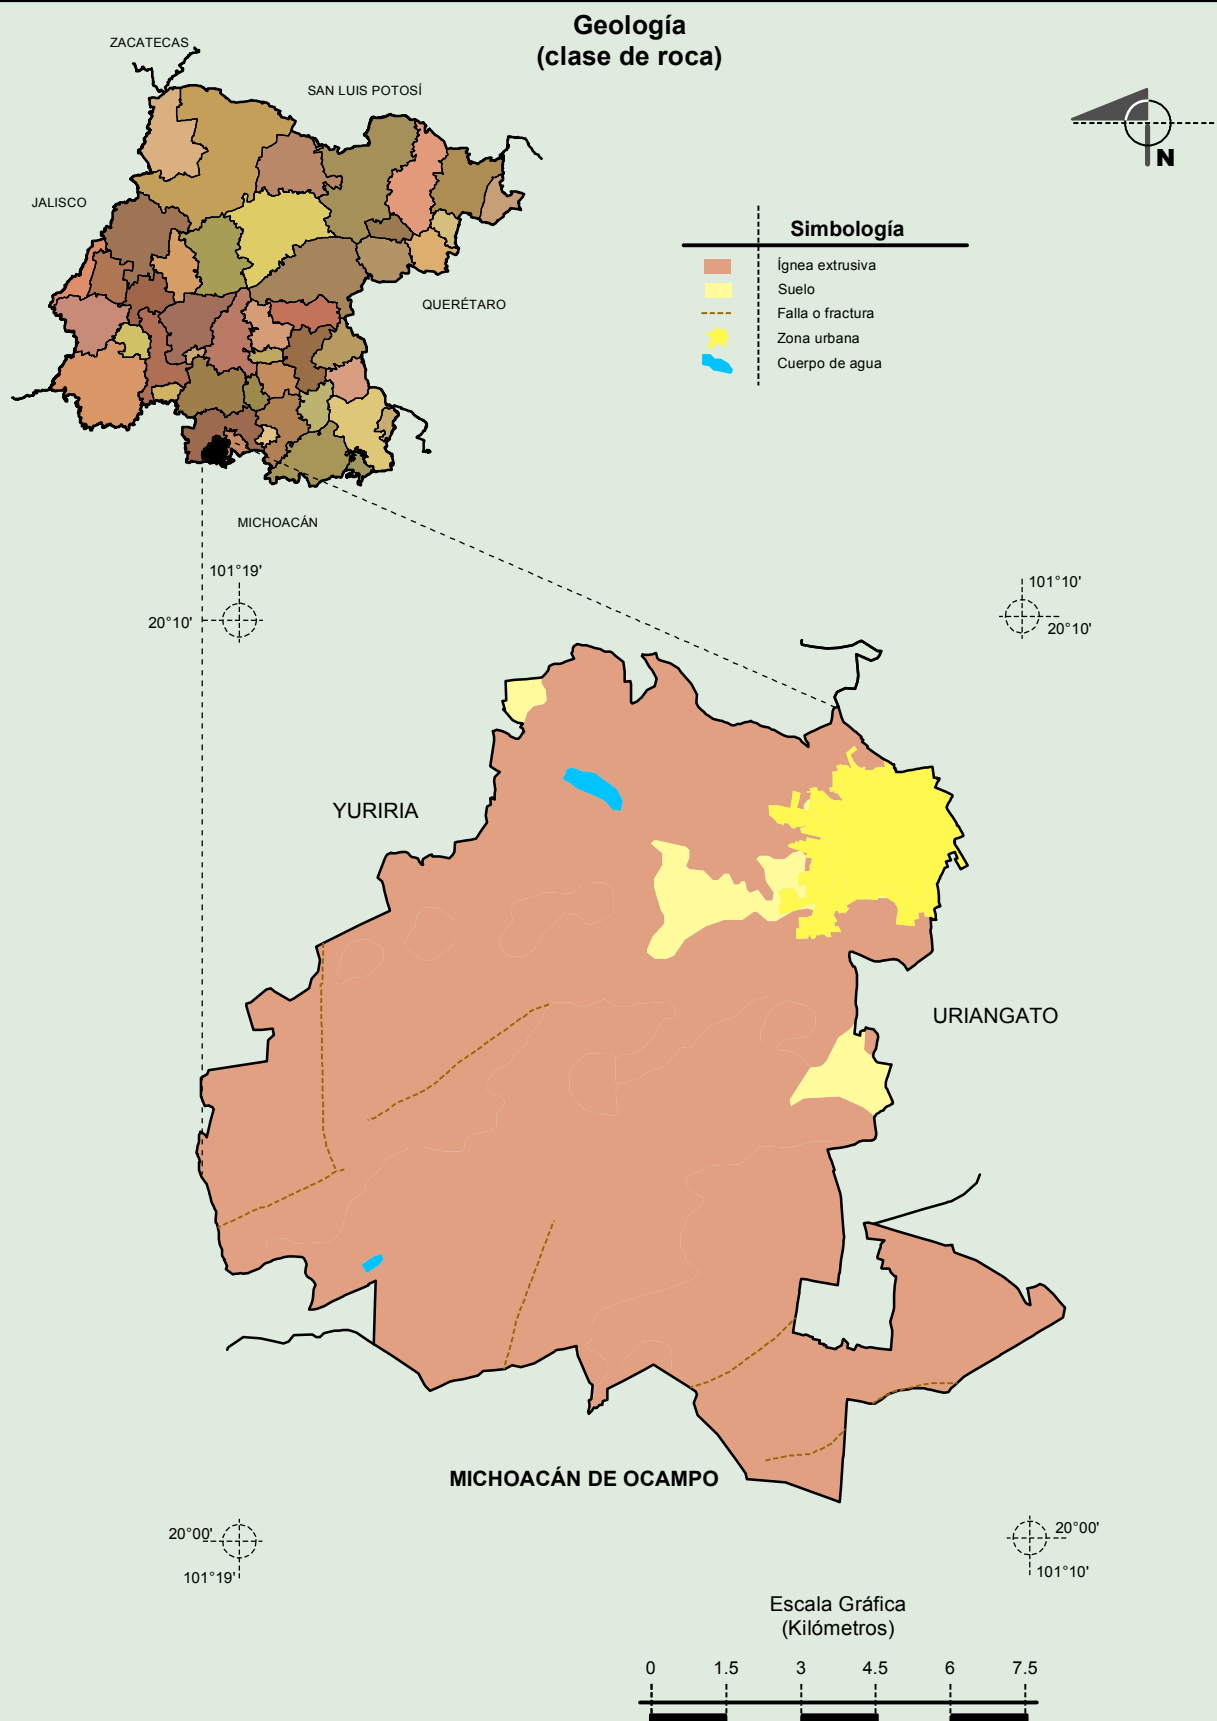 Geología
(clase de roca)
ZACATECAS
SAN LUIS POTOSÍ
JALISCO
QUERÉTARO
MICHOACÁN
N
Simbología
Ígnea extrusiva
Suelo
Falla o fractura
Zona urbana
Cuerpo de agua
101°19'
20°10'
101°10'
20°10'
YURIRIA
URIANGATO
MICHOACÁN DE OCAMPO
20°00'
101°19'
20°00'
101°10'
Escala Gráfica
(Kilómetros)
0 1.5 3 4.5 6 7.5